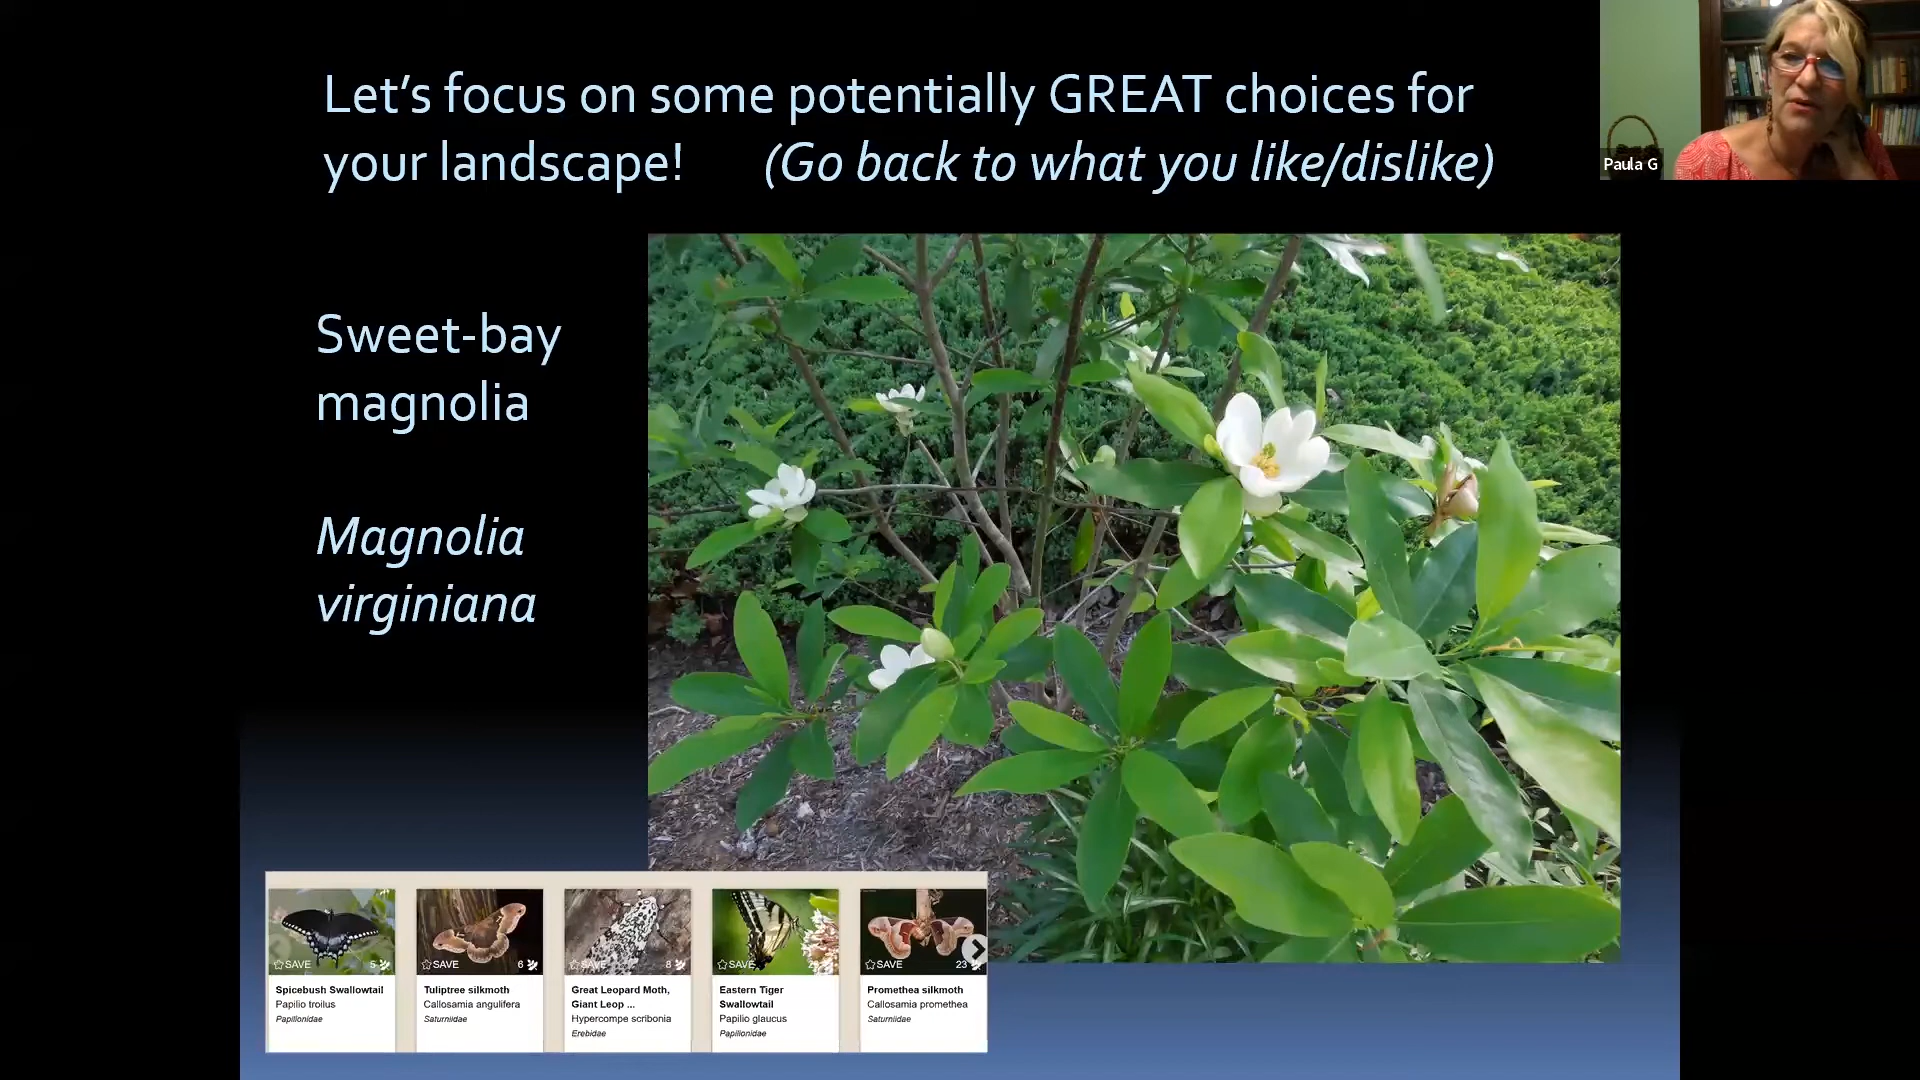 Let's focus on some potentially GREAT choices for
your landscape! (Go back to what you like/dislike)
Paula G
Sweet-bay
magnolia
Magnolia
virginiana
SAVE 5
SAVE 6
SAVE 8
SAVE
SAVE 23
Spicebush Swallowtail
Papilio troilus
Papilionidae
Tuliptree silkmoth
Callosamia angulifera
Saturniidae
Great Leopard Moth,
Giant Leop ...
Hypercompe scribonia
Erebidae
Eastern Tiger
Swallowtail
Papilio glaucus
Papilionidae
Promethea silkmoth
Callosamia promethea
Saturniidae